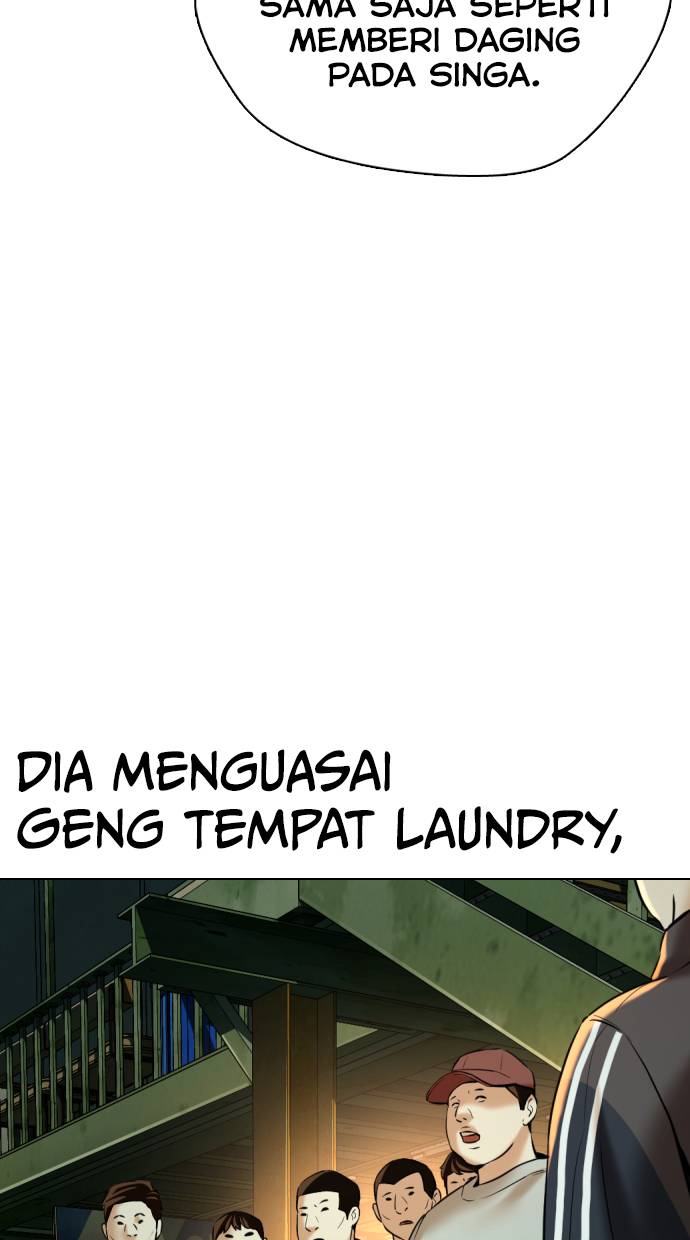 SAMA SAJA SEPERTI
MEMBERI DAGING
PADA SINGA.
DIA MENGUASAI
GENG TEMPAT LAUNDRY,